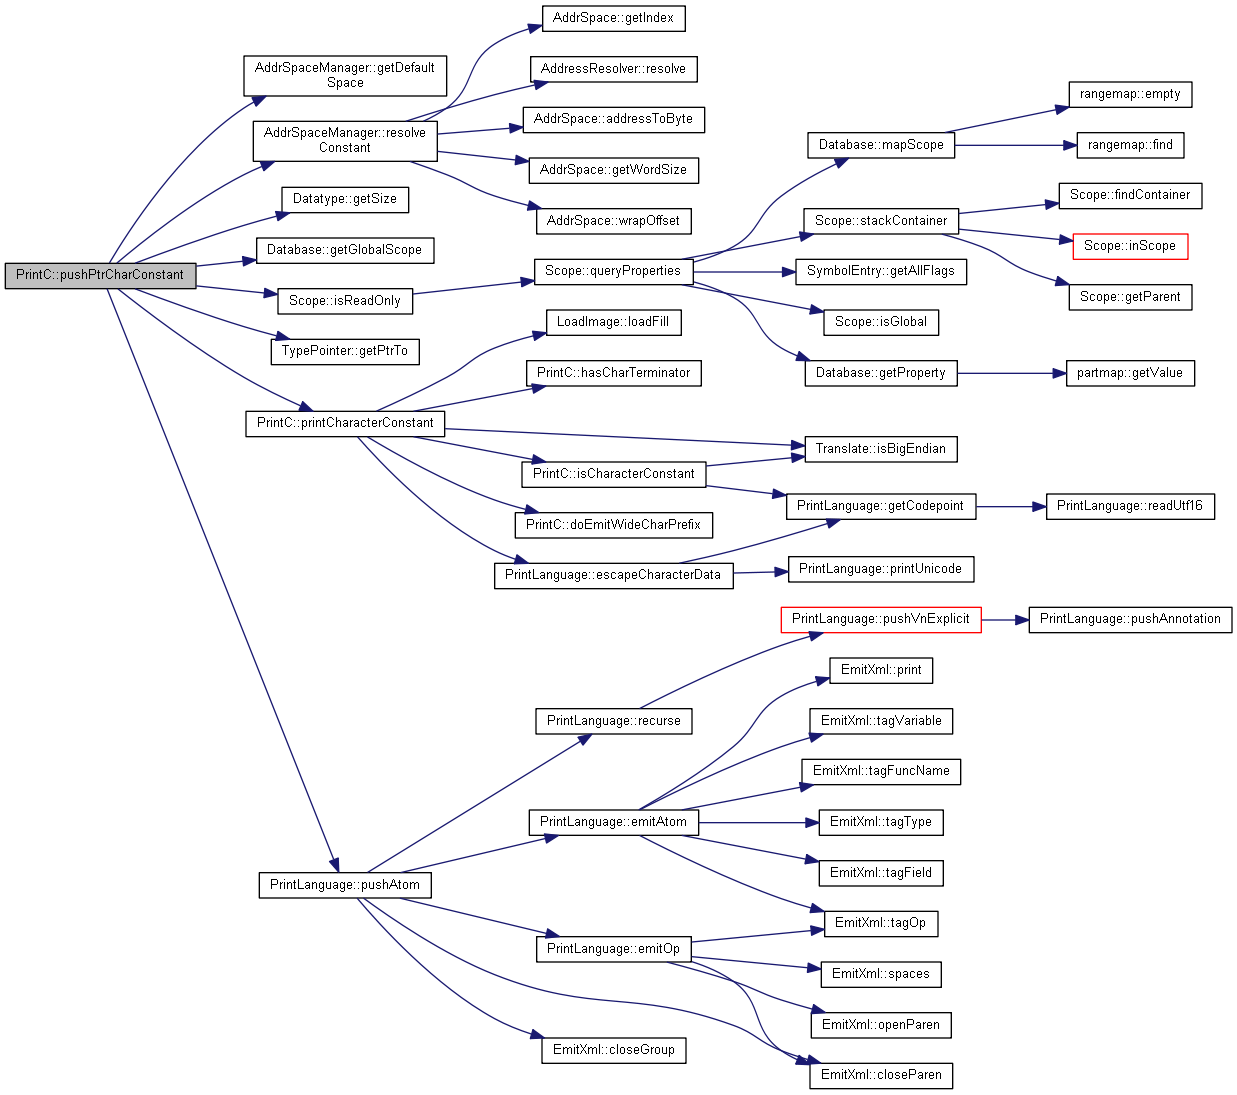 PrintC::pushPtrCharConstant
AddrSpaceManager::getDefault
Space
AddrSpaceManager::resolve
Constant
Datatype::getSize
Database::getGlobalScope
Scope::isReadOnly
TypePointer::getPtrTo
PrintC::printCharacterConstant
PrintLanguage::pushAtom
AddrSpace::getIndex
AddressResolver::resolve
AddrSpace::addressToByte
AddrSpace::getWordSize
AddrSpace::wrapOffset
Scope::queryProperties
LoadImage::loadFill
PrintC::hasCharTerminator
PrintC::isCharacterConstant
PrintC::doEmitWideCharPrefix
PrintLanguage::escapeCharacterData
PrintLanguage::recurse
PrintLanguage::emitAtom
PrintLanguage::emitOp
EmitXml::closeGroup
Database::mapScope
Scope::stackContainer
SymbolEntry::getAllFlags
Scope::isGlobal
Database::getProperty
Translate::isBigEndian
PrintLanguage::getCodepoint
PrintLanguage::printUnicode
PrintLanguage::pushVnExplicit
EmitXml::print
EmitXml::tagVariable
EmitXml::tagFuncName
EmitXml::tagType
EmitXml::tagField
EmitXml::tagOp
EmitXml::spaces
EmitXml::openParen
EmitXml::closeParen
rangemap::empty
rangemap::find
Scope::findContainer
Scope::inScope
Scope::getParent
partmap::getValue
PrintLanguage::readUtf16
PrintLanguage::pushAnnotation